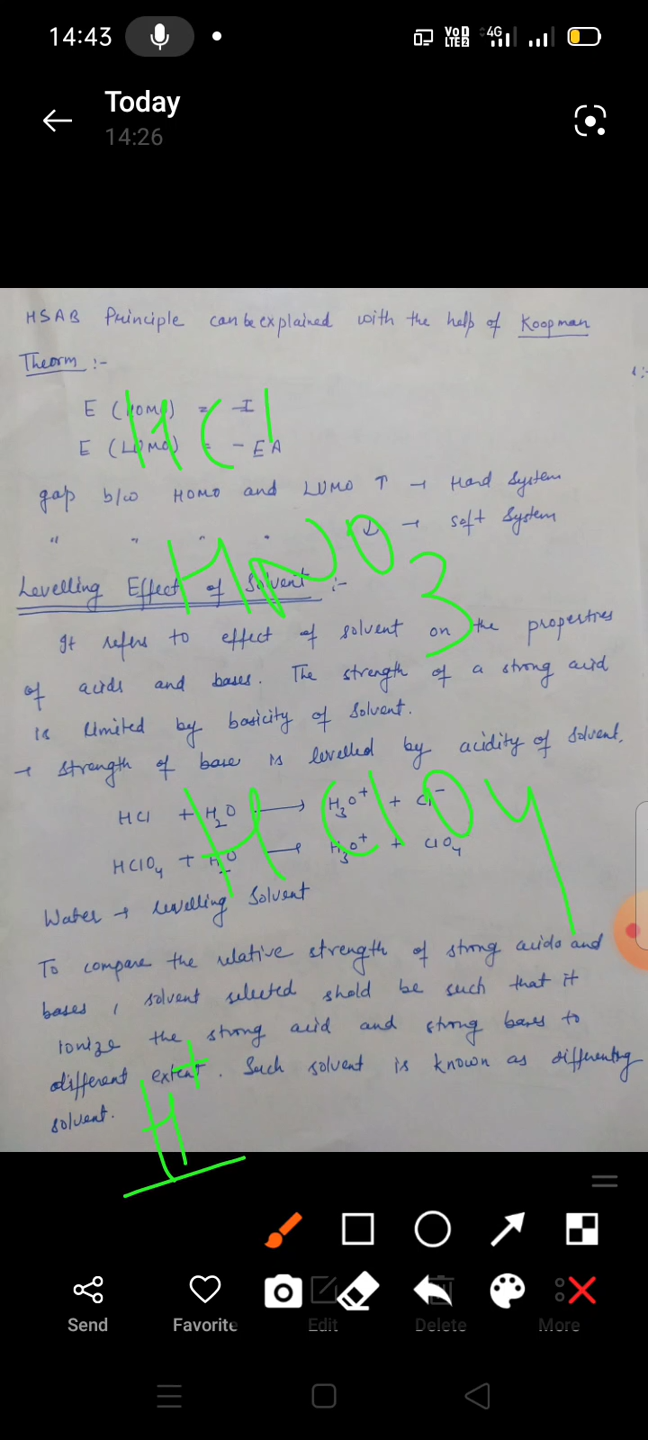 14:43
VoD LTE2 4G
Today
14:26
HSAB Principle can be explained with the help of Koopman
Theorm :-
E (HOMO) = -I
E (LUMO) = - EA
HCl
gap b/w HOMO and LUMO ↑ → Hard System
" " " " ↓ → Soft System
HNO3
Levelling Effect of Solvent :-
It refers to effect of solvent on the properties
of acids and bases. The strength of a strong acid
is limited by basicity of Solvent.
→ strength of base is levelled by acidity of Solvent.
HCl + H2O → H3O+ + Cl-
HClO4 + H2O → H3O+ + ClO4
HClO4
Water → levelling Solvent
To compare the relative strength of strong acids and
bases, solvent selected shold be such that it
ionize the strong acid and strong bases to
different extent. Such solvent is known as differenting
solvent.
H+
Send Favorite Edit Delete More